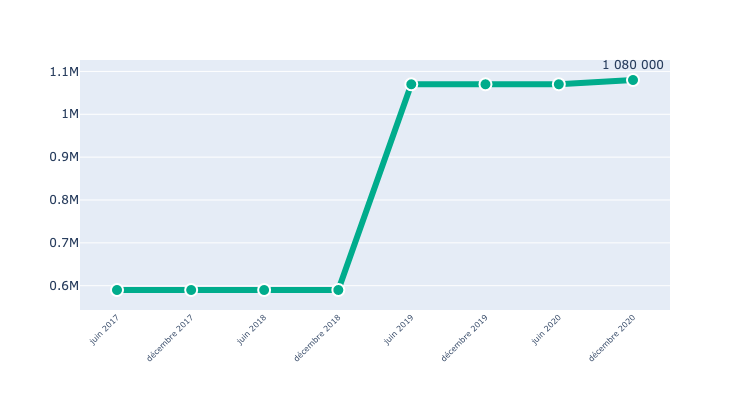 1 080 000
1.1M
1M
0.9M
0.8M
0.7M
0.6M
juin 2017
décembre 2017
juin 2018
décembre 2018
juin 2019
décembre 2019
juin 2020
décembre 2020